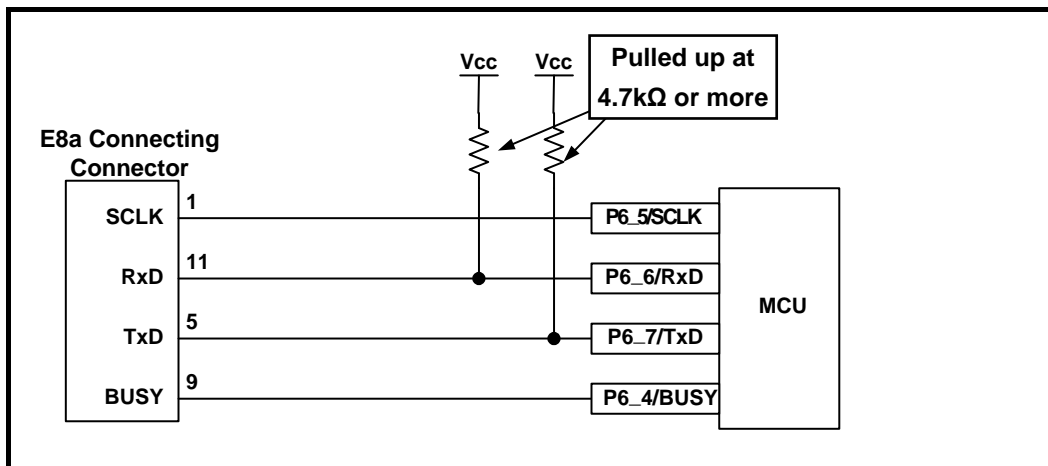 Vcc Vcc
Pulled up at
4.7kΩ or more
E8a Connecting
Connector
SCLK 1 P6_5/SCLK
RxD 11 P6_6/RxD
TxD 5 P6_7/TxD
BUSY 9 P6_4/BUSY
MCU